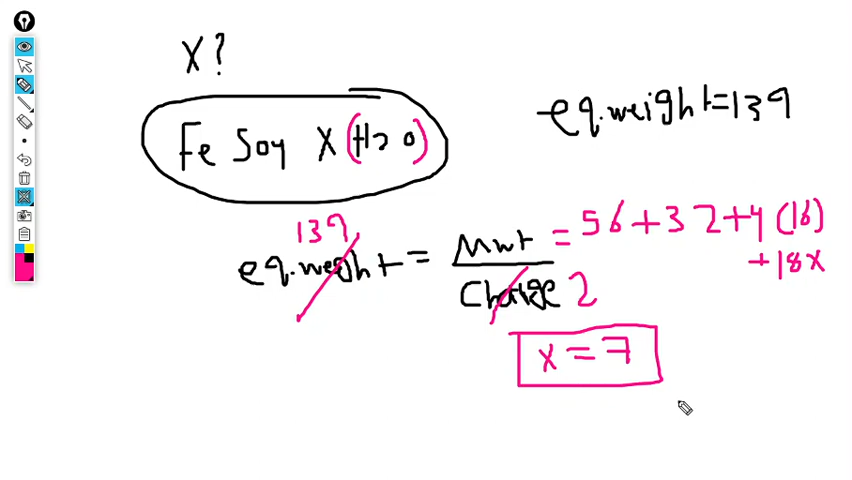 X?
eq.weight=139
Fe So4 X(H2O)
139
eq.weight = Mwt = 56+32+4(16)
+18x
Charge 2
x=7